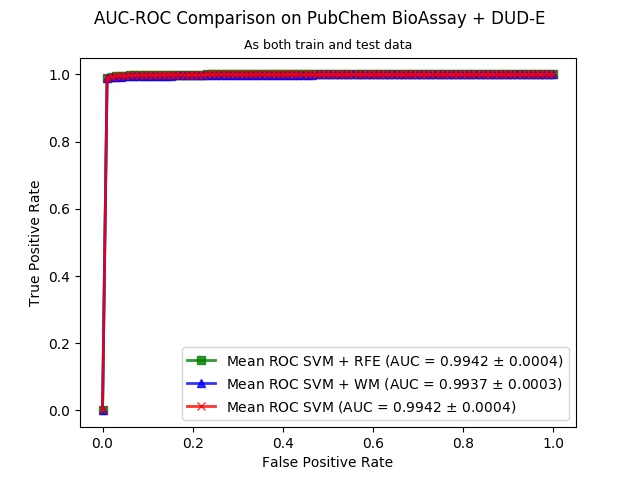 AUC-ROC Comparison on PubChem BioAssay + DUD-E
As both train and test data
1.0
0.8
0.6
0.4
0.2
0.0
True Positive Rate
Mean ROC SVM + RFE (AUC = 0.9942 ± 0.0004)
Mean ROC SVM + WM (AUC = 0.9937 ± 0.0003)
Mean ROC SVM (AUC = 0.9942 ± 0.0004)
0.0 0.2 0.4 0.6 0.8 1.0
False Positive Rate